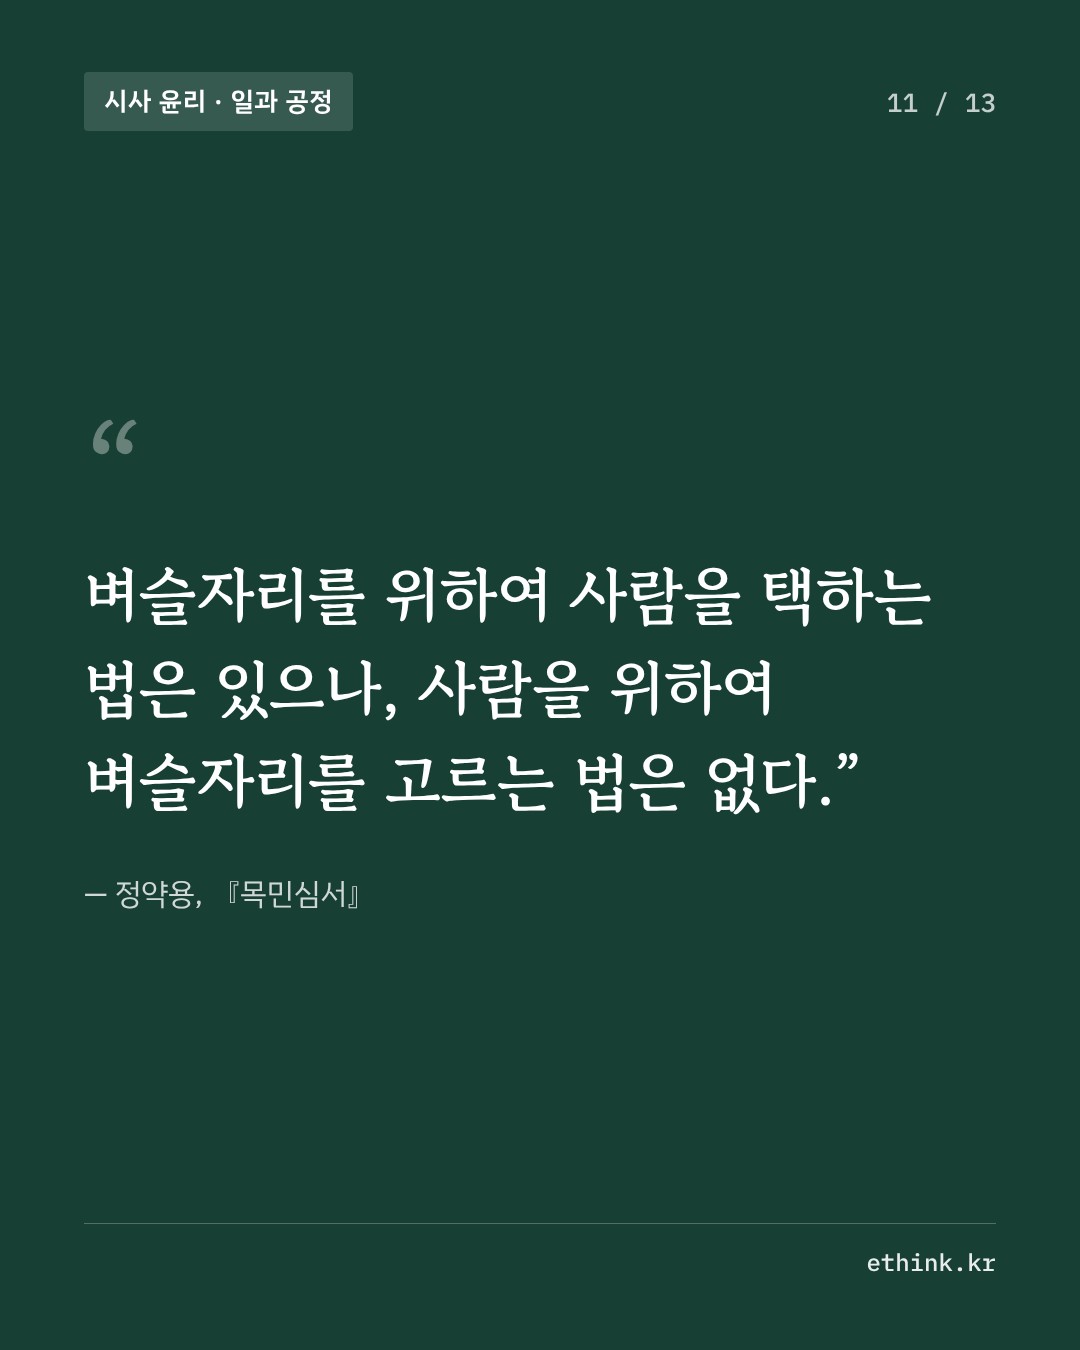 시사 윤리 · 일과 공정
11 / 13
“
벼슬자리를 위하여 사람을 택하는
법은 있으나, 사람을 위하여
벼슬자리를 고르는 법은 없다.”
— 정약용, 『목민심서』
ethink.kr